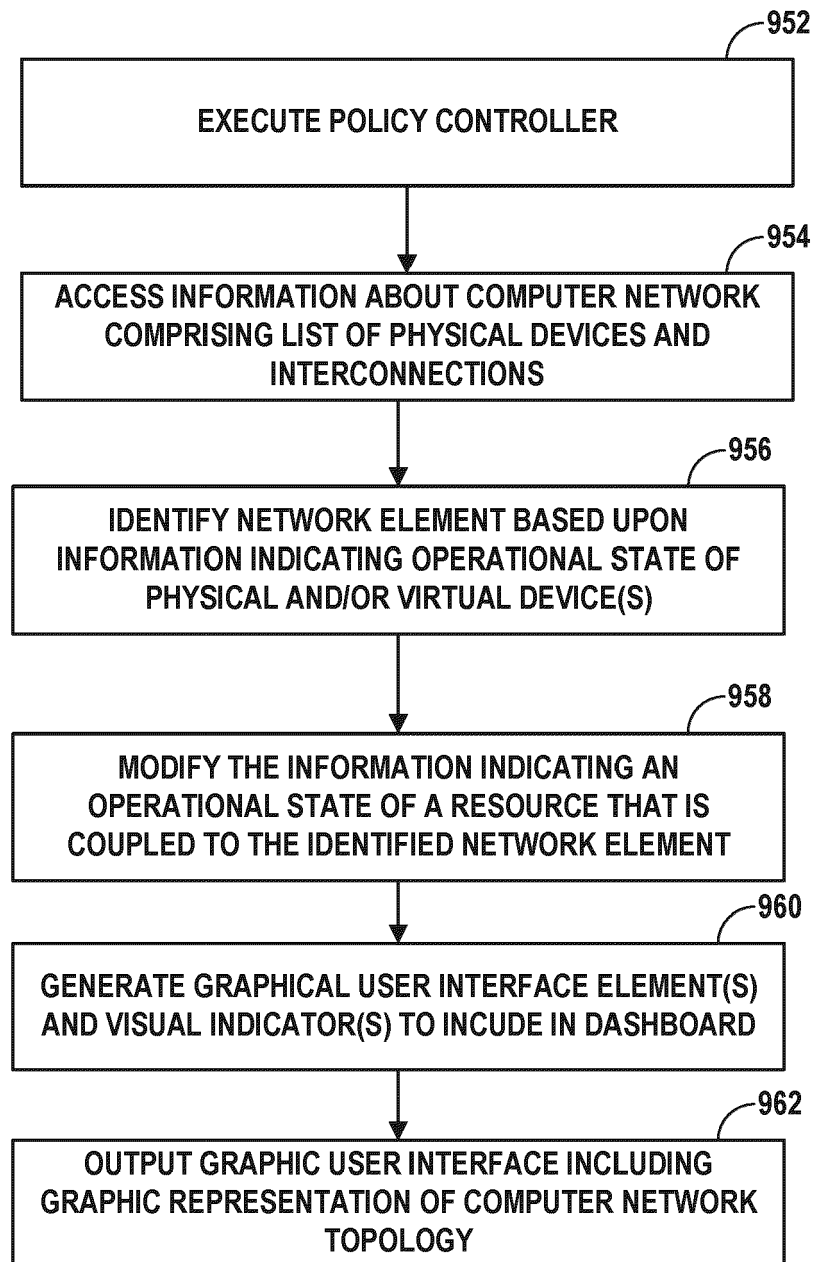 952
EXECUTE POLICY CONTROLLER
954
ACCESS INFORMATION ABOUT COMPUTER NETWORK
COMPRISING LIST OF PHYSICAL DEVICES AND
INTERCONNECTIONS
956
IDENTIFY NETWORK ELEMENT BASED UPON
INFORMATION INDICATING OPERATIONAL STATE OF
PHYSICAL AND/OR VIRTUAL DEVICE(S)
958
MODIFY THE INFORMATION INDICATING AN
OPERATIONAL STATE OF A RESOURCE THAT IS
COUPLED TO THE IDENTIFIED NETWORK ELEMENT
960
GENERATE GRAPHICAL USER INTERFACE ELEMENT(S)
AND VISUAL INDICATOR(S) TO INCUDE IN DASHBOARD
962
OUTPUT GRAPHIC USER INTERFACE INCLUDING
GRAPHIC REPRESENTATION OF COMPUTER NETWORK
TOPOLOGY